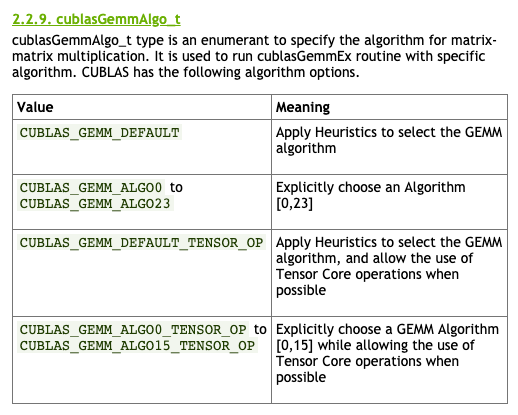 2.2.9. cublasGemmAlgo_t
cublasGemmAlgo_t type is an enumerant to specify the algorithm for matrix-
matrix multiplication. It is used to run cublasGemmEx routine with specific
algorithm. CUBLAS has the following algorithm options.
Value
Meaning
CUBLAS_GEMM_DEFAULT
Apply Heuristics to select the GEMM
algorithm
CUBLAS_GEMM_ALGO0 to
CUBLAS_GEMM_ALGO23
Explicitly choose an Algorithm
[0,23]
CUBLAS_GEMM_DEFAULT_TENSOR_OP
Apply Heuristics to select the GEMM
algorithm, and allow the use of
Tensor Core operations when
possible
CUBLAS_GEMM_ALGO0_TENSOR_OP to
CUBLAS_GEMM_ALGO15_TENSOR_OP
Explicitly choose a GEMM Algorithm
[0,15] while allowing the use of
Tensor Core operations when
possible